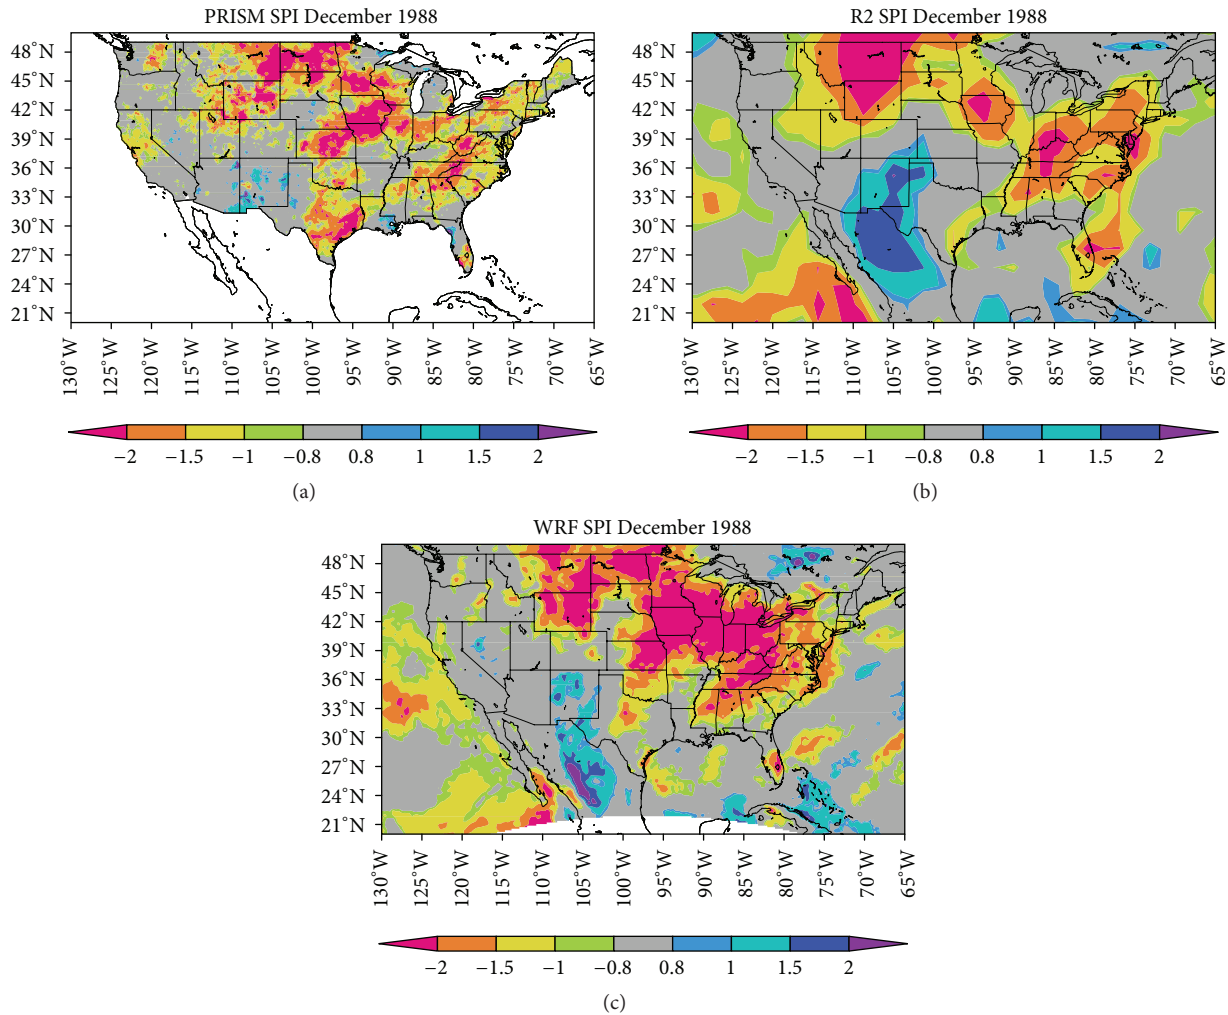 PRISM SPI December 1988
48°N
45°N
42°N
39°N
36°N
33°N
30°N
27°N
24°N
21°N
130°W
125°W
120°W
115°W
110°W
105°W
100°W
95°W
90°W
85°W
80°W
75°W
70°W
65°W
−2 −1.5 −1 −0.8 0.8 1 1.5 2
(a)
R2 SPI December 1988
48°N
45°N
42°N
39°N
36°N
33°N
30°N
27°N
24°N
21°N
130°W
125°W
120°W
115°W
110°W
105°W
100°W
95°W
90°W
85°W
80°W
75°W
70°W
65°W
−2 −1.5 −1 −0.8 0.8 1 1.5 2
(b)
WRF SPI December 1988
48°N
45°N
42°N
39°N
36°N
33°N
30°N
27°N
24°N
21°N
130°W
125°W
120°W
115°W
110°W
105°W
100°W
95°W
90°W
85°W
80°W
75°W
70°W
65°W
−2 −1.5 −1 −0.8 0.8 1 1.5 2
(c)